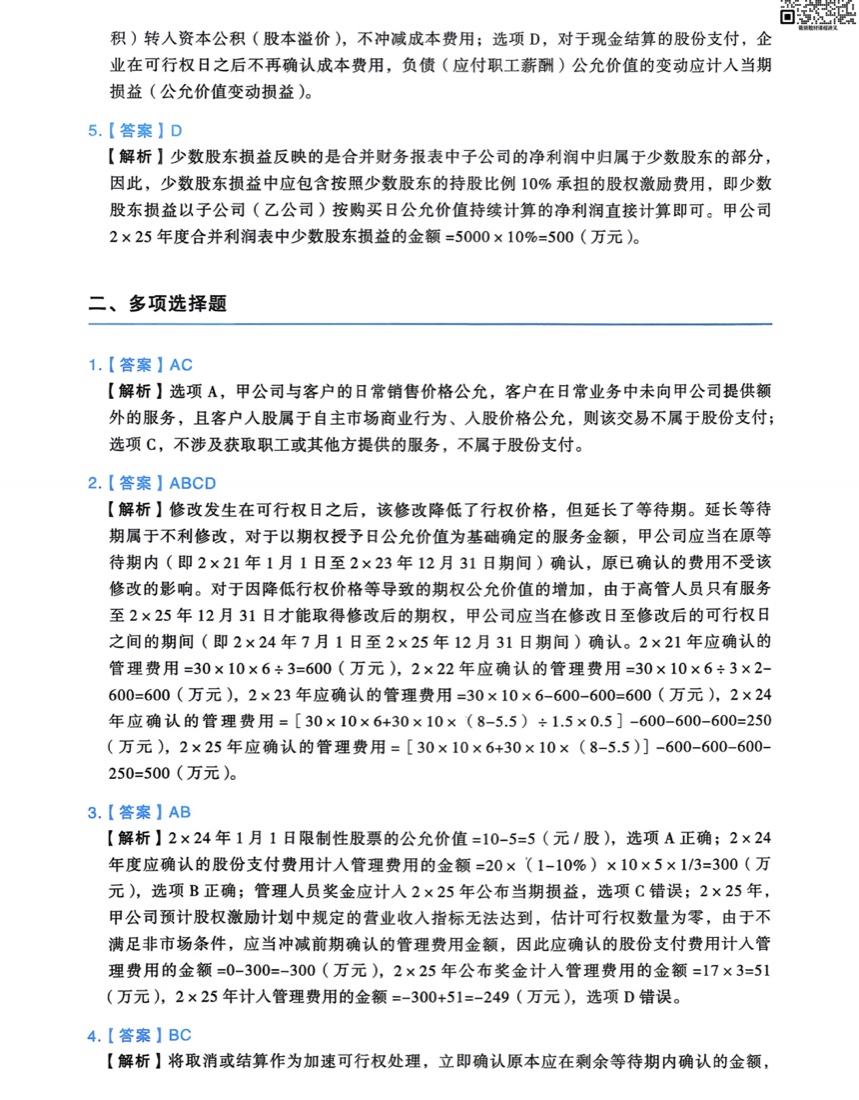 积）转入资本公积（股本溢价），不冲减成本费用；选项 D，对于现金结算的股份支付，企
业在可行权日之后不再确认成本费用，负债（应付职工薪酬）公允价值的变动应计入当期
损益（公允价值变动损益）。
5.【答案】D
【解析】少数股东损益反映的是合并财务报表中子公司的净利润中归属于少数股东的部分，
因此，少数股东损益中应包含按照少数股东的持股比例 10% 承担的股权激励费用，即少数
股东损益以子公司（乙公司）按购买日公允价值持续计算的净利润直接计算即可。甲公司
2×25 年度合并利润表中少数股东损益的金额 =5000×10%=500（万元）。
二、多项选择题
1.【答案】AC
【解析】选项 A，甲公司与客户的日常销售价格公允，客户在日常业务中未向甲公司提供额
外的服务，且客户入股属于自主市场商业行为、入股价格公允，则该交易不属于股份支付；
选项 C，不涉及获取职工或其他方提供的服务，不属于股份支付。
2.【答案】ABCD
【解析】修改发生在可行权日之后，该修改降低了行权价格，但延长了等待期。延长等待
期属于不利修改，对于以期权授予日公允价值为基础确定的服务金额，甲公司应当在原等
待期内（即 2×21 年 1 月 1 日至 2×23 年 12 月 31 日期间）确认，原已确认的费用不受该
修改的影响。对于因降低行权价格等导致的期权公允价值的增加，由于高管人员只有服务
至 2×25 年 12 月 31 日才能取得修改后的期权，甲公司应当在修改日至修改后的可行权日
之间的期间（即 2×24 年 7 月 1 日至 2×25 年 12 月 31 日期间）确认。2×21 年应确认的
管理费用 =30×10×6÷3=600（万元），2×22 年应确认的管理费用 =30×10×6÷3×2-
600=600（万元），2×23 年应确认的管理费用 =30×10×6-600-600=600（万元），2×24
年应确认的管理费用 =［30×10×6+30×10×（8-5.5）÷1.5×0.5］-600-600-600=250
（万元），2×25 年应确认的管理费用 =［30×10×6+30×10×（8-5.5）］-600-600-600-
250=500（万元）。
3.【答案】AB
【解析】2×24 年 1 月 1 日限制性股票的公允价值 =10-5=5（元 / 股），选项 A 正确；2×24
年度应确认的股份支付费用计入管理费用的金额 =20×（1-10%）×10×5×1/3=300（万
元），选项 B 正确；管理人员奖金应计入 2×25 年公布当期损益，选项 C 错误；2×25 年，
甲公司预计股权激励计划中规定的营业收入指标无法达到，估计可行权数量为零，由于不
满足非市场条件，应当冲减前期确认的管理费用金额，因此应确认的股份支付费用计入管
理费用的金额 =0-300=-300（万元），2×25 年公布奖金计入管理费用的金额 =17×3=51
（万元），2×25 年计入管理费用的金额 =-300+51=-249（万元），选项 D 错误。
4.【答案】BC
【解析】将取消或结算作为加速可行权处理，立即确认原本应在剩余等待期内确认的金额，